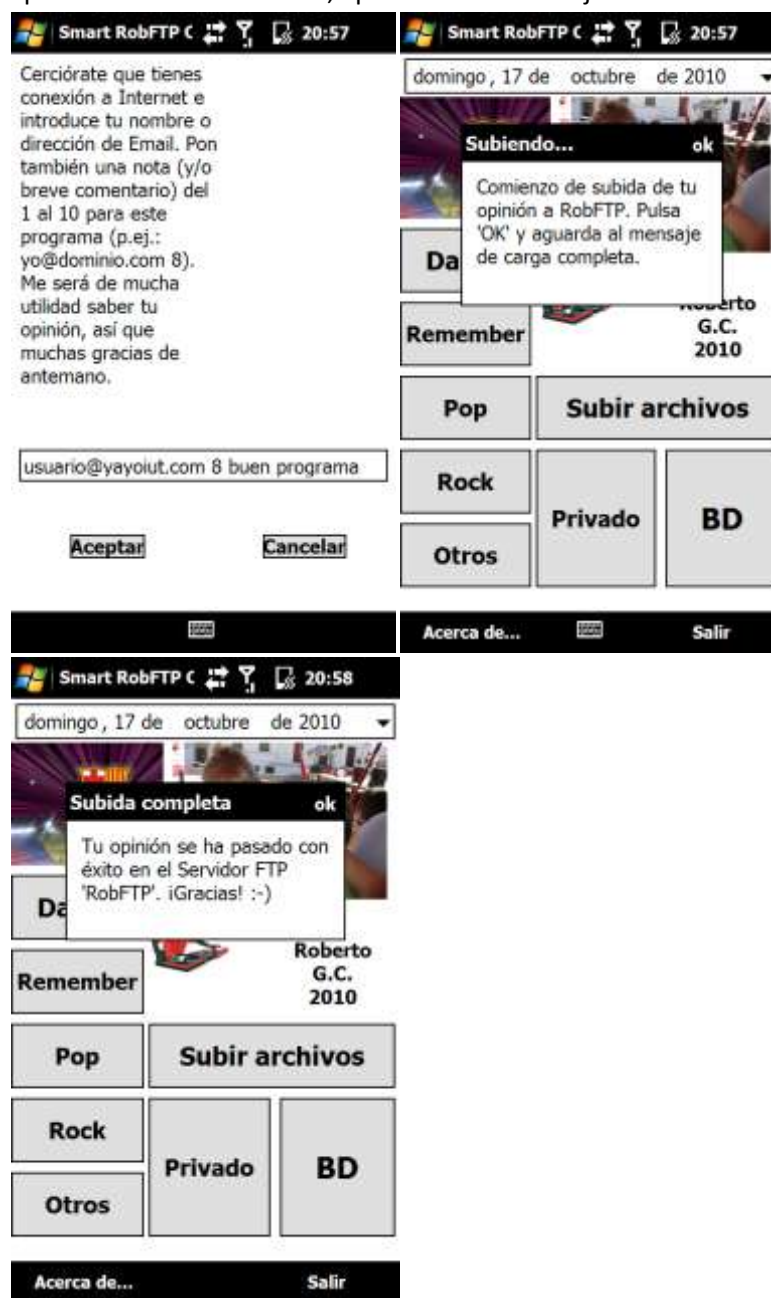 Smart RobFTP C 20:57
Cerciórate que tienes
conexión a Internet e
introduce tu nombre o
dirección de Email. Pon
también una nota (y/o
breve comentario) del
1 al 10 para este
programa (p.ej.:
yo@dominio.com 8).
Me será de mucha
utilidad saber tu
opinión, así que
muchas gracias de
antemano.
usuario@yayoiut.com 8 buen programa
Aceptar Cancelar
Smart RobFTP C 20:57
domingo , 17 de octubre de 2010
Subiendo... ok
Comienzo de subida de tu
opinión a RobFTP. Pulsa
'OK' y aguarda al mensaje
de carga completa.
Da
Roberto
G.C.
2010
Remember
Pop Subir archivos
Rock
Privado BD
Otros
Acerca de... Salir
Smart RobFTP C 20:58
domingo , 17 de octubre de 2010
Subida completa ok
Tu opinión se ha pasado con
éxito en el Servidor FTP
'RobFTP'. ¡Gracias! :-)
Da
Roberto
G.C.
2010
Remember
Pop Subir archivos
Rock
Privado BD
Otros
Acerca de... Salir